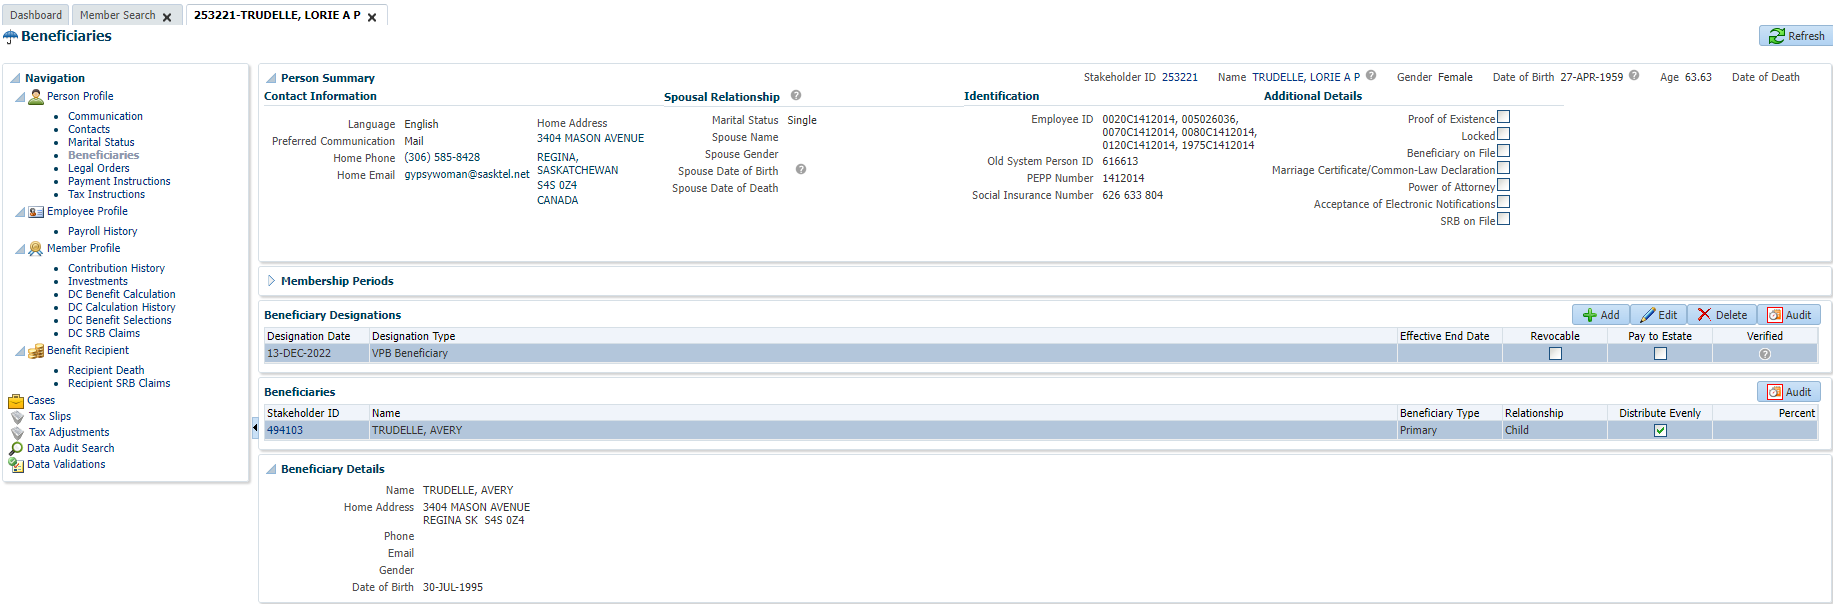 Dashboard
Member Search
253221-TRUDELLE, LORIE A P
Beneficiaries
Refresh
Navigation
Person Profile
Communication
Contacts
Marital Status
Beneficiaries
Legal Orders
Payment Instructions
Tax Instructions
Employee Profile
Payroll History
Member Profile
Contribution History
Investments
DC Benefit Calculation
DC Calculation History
DC Benefit Selections
DC SRB Claims
Benefit Recipient
Recipient Death
Recipient SRB Claims
Cases
Tax Slips
Tax Adjustments
Data Audit Search
Data Validations
Person Summary
Stakeholder ID 253221 Name TRUDELLE, LORIE A P Gender Female Date of Birth 27-APR-1959 Age 63.63 Date of Death
Contact Information
Language English
Preferred Communication Mail
Home Phone (306) 585-8428
Home Email gypsywoman@sasktel.net
Home Address
3404 MASON AVENUE
REGINA,
SASKATCHEWAN
S4S 0Z4
CANADA
Spousal Relationship
Marital Status Single
Spouse Name
Spouse Gender
Spouse Date of Birth
Spouse Date of Death
Identification
Employee ID 0020C1412014, 005026036,
0070C1412014, 0080C1412014,
0120C1412014, 1975C1412014
Old System Person ID 616613
PEPP Number 1412014
Social Insurance Number 626 633 804
Additional Details
Proof of Existence
Locked
Beneficiary on File
Marriage Certificate/Common-Law Declaration
Power of Attorney
Acceptance of Electronic Notifications
SRB on File
Membership Periods
Beneficiary Designations
Add Edit Delete Audit
Designation Date Designation Type Effective End Date Revocable Pay to Estate Verified
13-DEC-2022 VPB Beneficiary
Beneficiaries
Audit
Stakeholder ID Name Beneficiary Type Relationship Distribute Evenly Percent
494103 TRUDELLE, AVERY Primary Child
Beneficiary Details
Name TRUDELLE, AVERY
Home Address 3404 MASON AVENUE
REGINA SK S4S 0Z4
Phone
Email
Gender
Date of Birth 30-JUL-1995